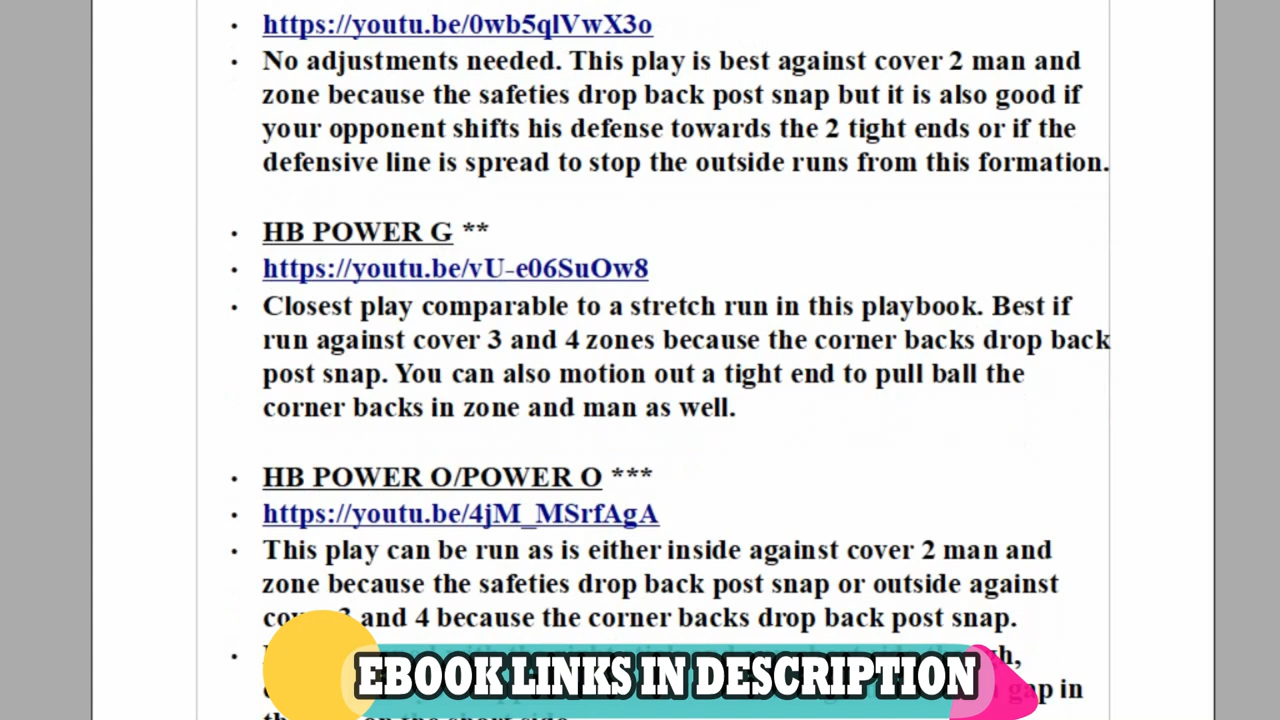 • https://youtu.be/0wb5qlVwX3o
• No adjustments needed. This play is best against cover 2 man and
zone because the safeties drop back post snap but it is also good if
your opponent shifts his defense towards the 2 tight ends or if the
defensive line is spread to stop the outside runs from this formation.
• HB POWER G **
• https://youtu.be/vU-e06SuOw8
• Closest play comparable to a stretch run in this playbook. Best if
run against cover 3 and 4 zones because the corner backs drop back
post snap. You can also motion out a tight end to pull ball the
corner backs in zone and man as well.
• HB POWER O/POWER O ***
• https://youtu.be/4jM_MSrfAgA
• This play can be run as is either inside against cover 2 man and
zone because the safeties drop back post snap or outside against
cover 3 and 4 because the corner backs drop back post snap.
•
gap in
EBOOK LINKS IN DESCRIPTION